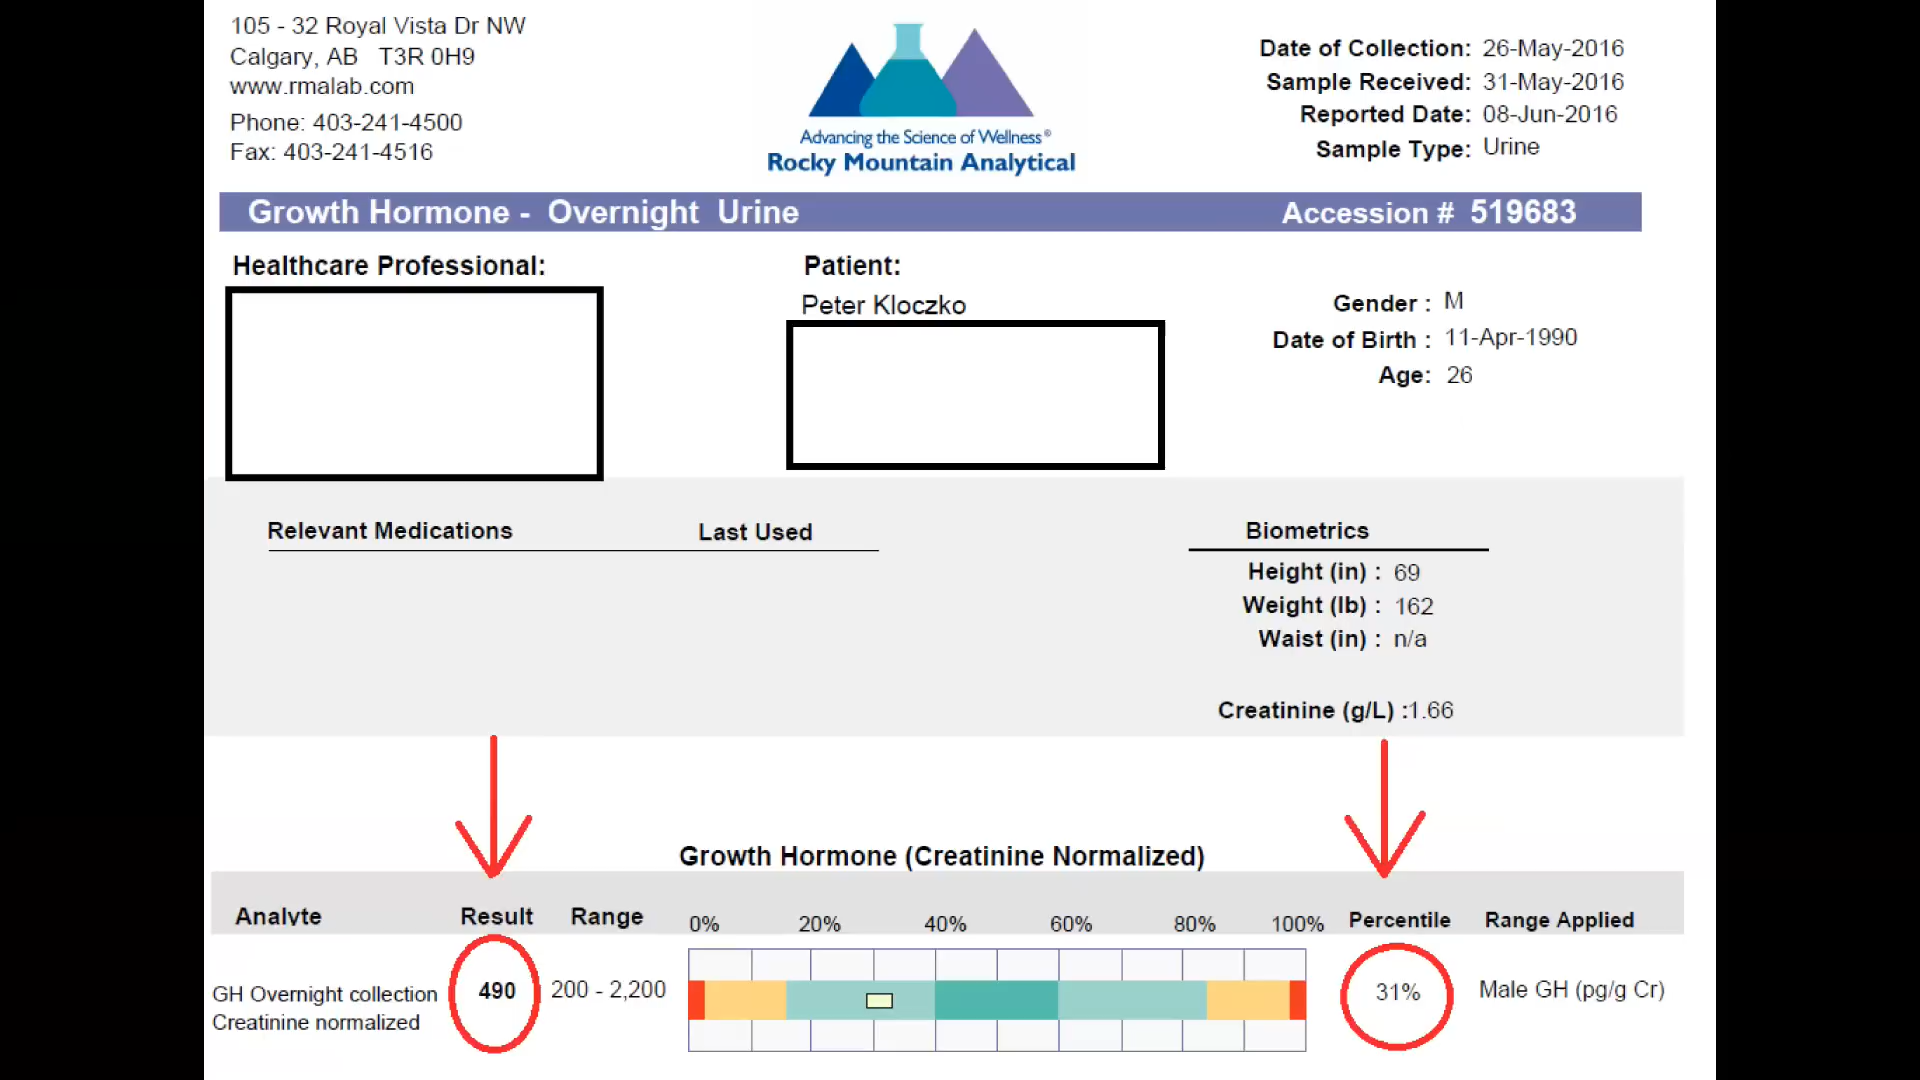 105 - 32 Royal Vista Dr NW
Calgary, AB T3R 0H9
www.rmalab.com
Phone: 403-241-4500
Fax: 403-241-4516
Advancing the Science of Wellness®
Rocky Mountain Analytical
Date of Collection: 26-May-2016
Sample Received: 31-May-2016
Reported Date: 08-Jun-2016
Sample Type: Urine
Growth Hormone - Overnight Urine Accession # 519683
Healthcare Professional:
Patient:
Peter Kloczko
Gender : M
Date of Birth : 11-Apr-1990
Age: 26
Relevant Medications Last Used
Biometrics
Height (in) : 69
Weight (lb) : 162
Waist (in) : n/a
Creatinine (g/L) :1.66
Growth Hormone (Creatinine Normalized)
Analyte Result Range 0% 20% 40% 60% 80% 100% Percentile Range Applied
GH Overnight collection 490 200 - 2,200 31% Male GH (pg/g Cr)
Creatinine normalized